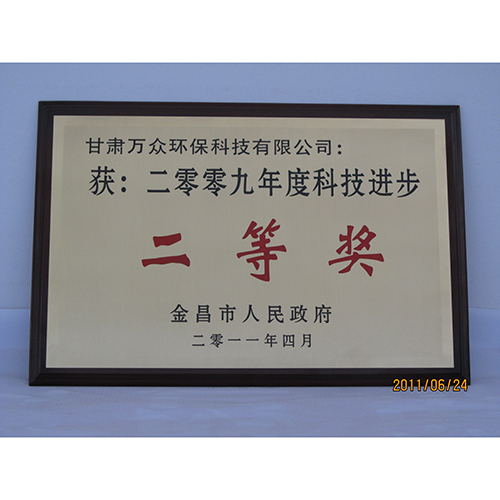 甘肃万众环保科技有限公司：
获：二零零九年度科技进步
二等奖
金昌市人民政府
二零一一年四月
2011/06/24